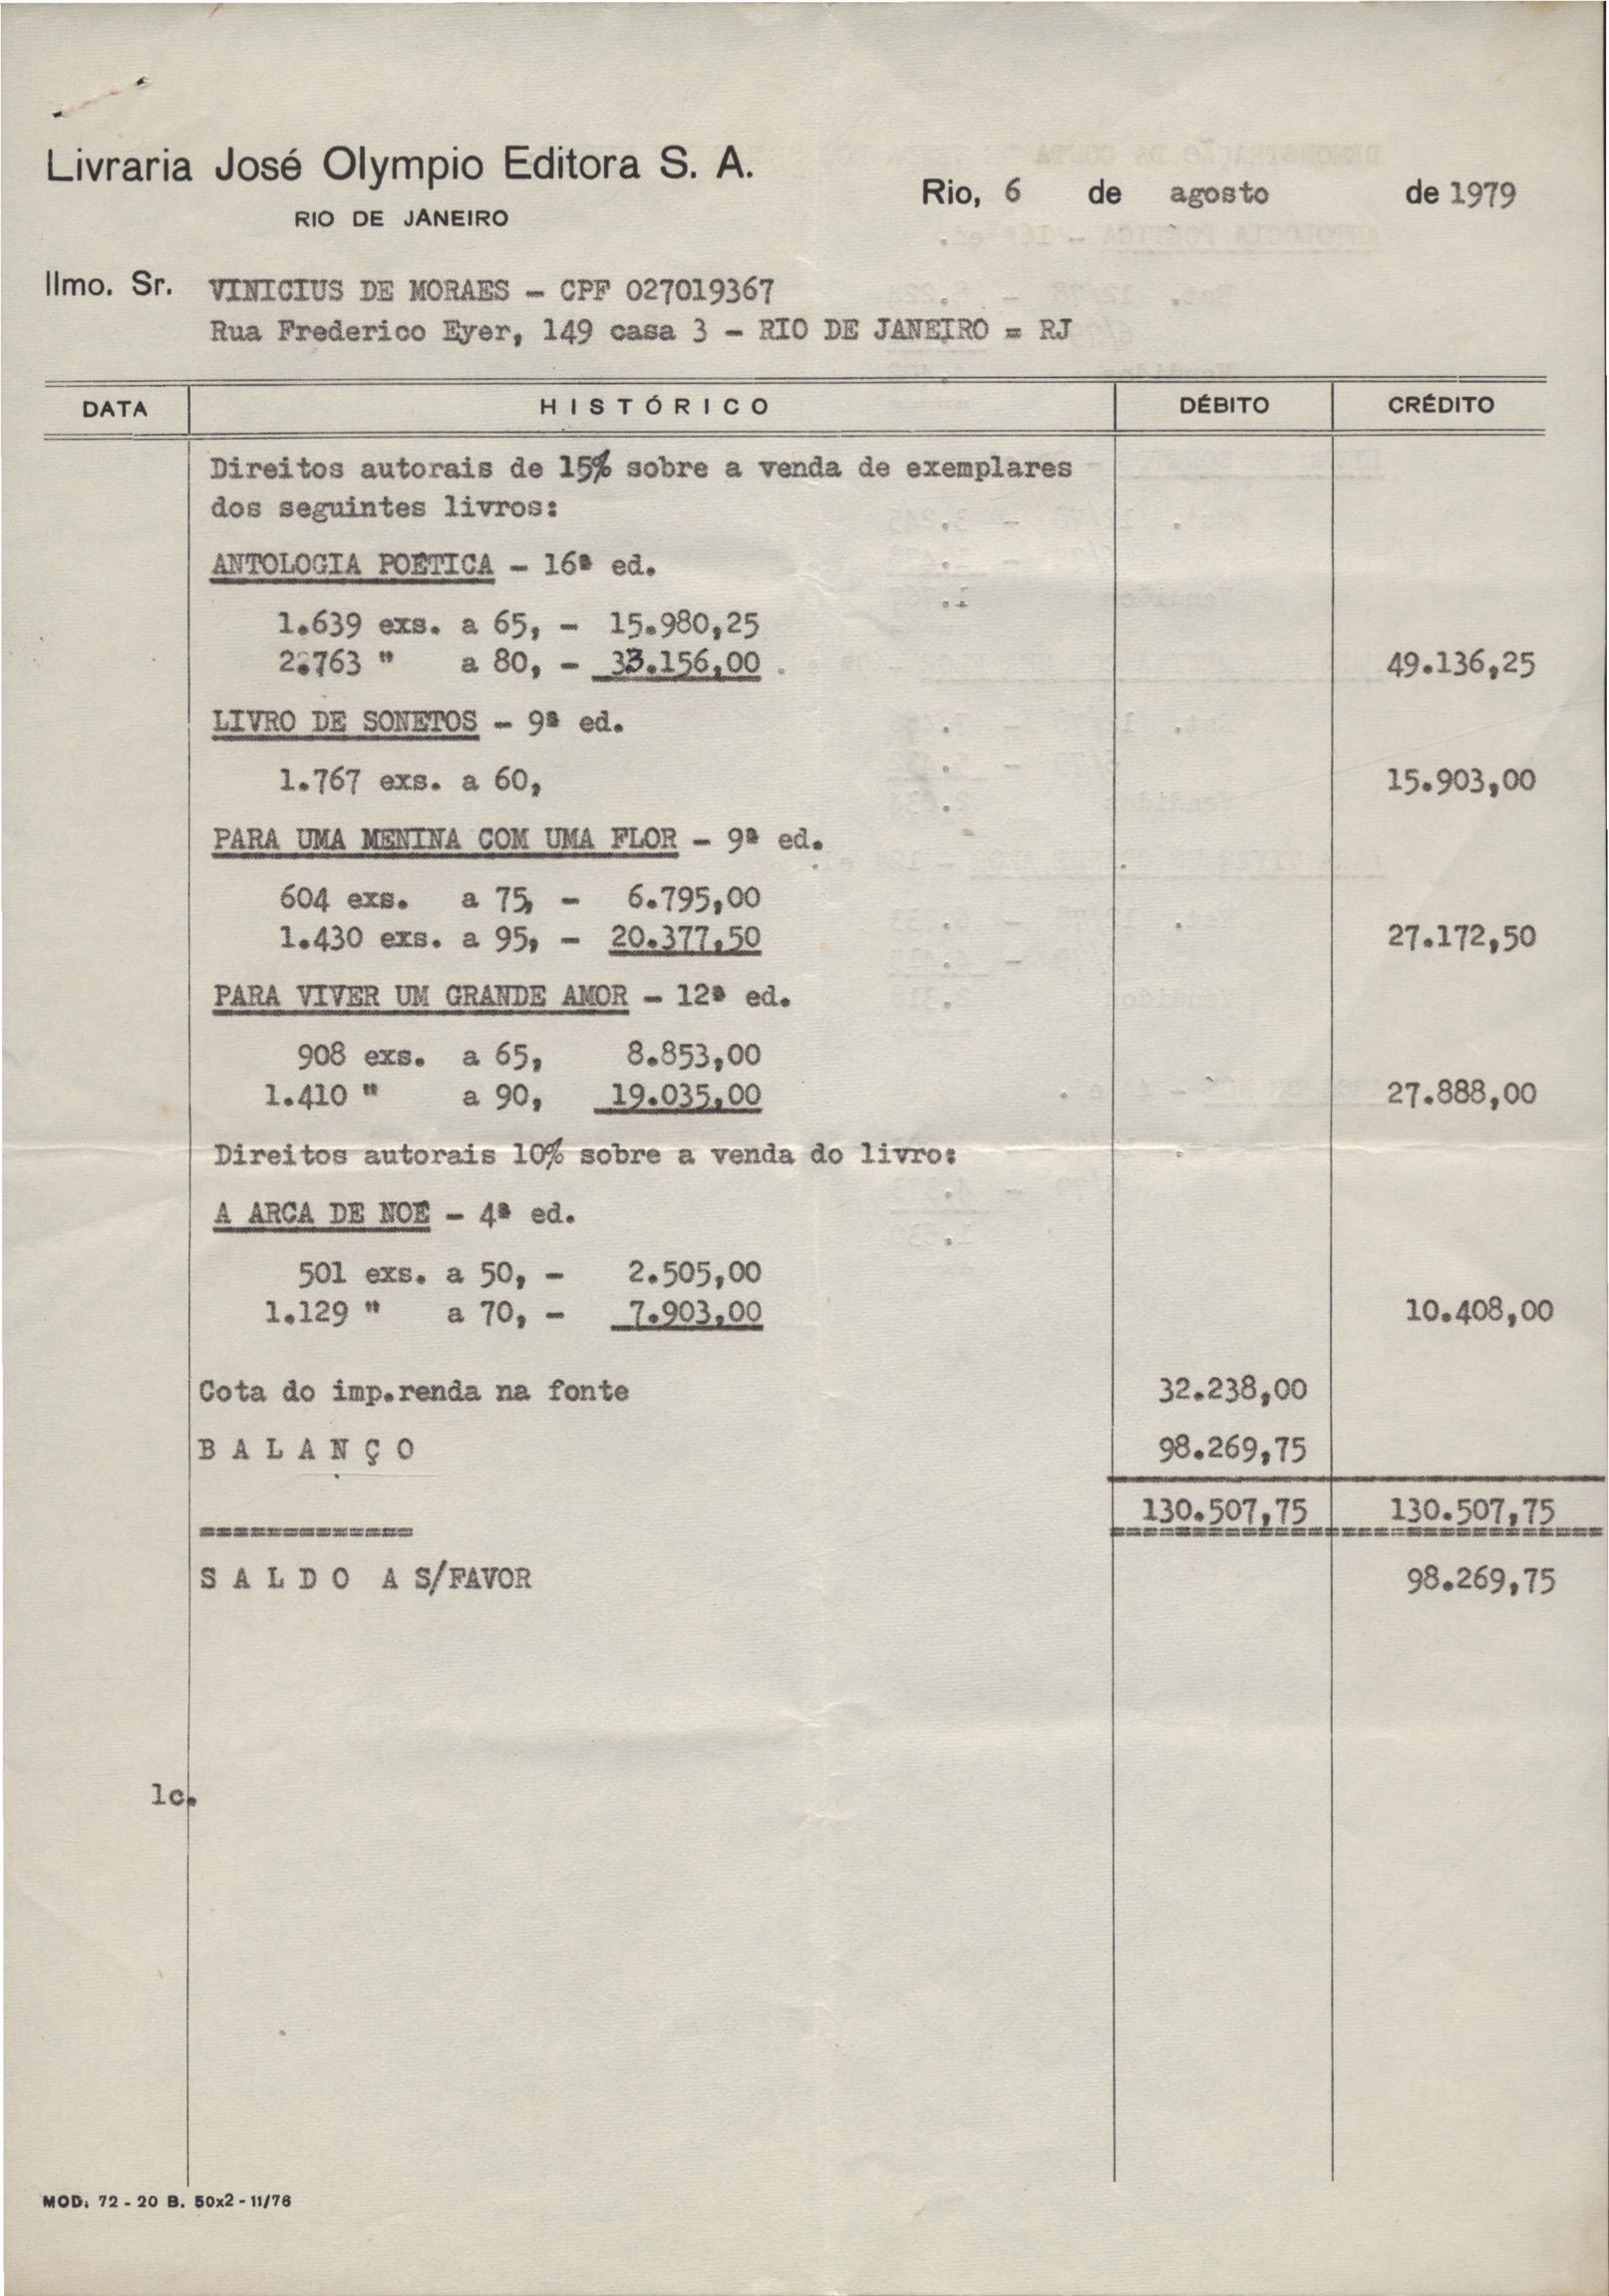 Livraria José Olympio Editora S. A.
RIO DE JANEIRO
Rio, 6 de agosto de 1979
Ilmo. Sr. VINICIUS DE MORAES - CPF 027019367
Rua Frederico Eyer, 149 casa 3 - RIO DE JANEIRO = RJ
DATA HISTÓRICO DÉBITO CRÉDITO
Direitos autorais de 15% sobre a venda de exemplares
dos seguintes livros:
ANTOLOGIA POÉTICA - 16ª ed.
1.639 exs. a 65, - 15.980,25
2.763 " a 80, - 33.156,00 49.136,25
LIVRO DE SONETOS - 9ª ed.
1.767 exs. a 60, 15.903,00
PARA UMA MENINA COM UMA FLOR - 9ª ed.
604 exs. a 75, - 6.795,00
1.430 exs. a 95, - 20.377,50 27.172,50
PARA VIVER UM GRANDE AMOR - 12ª ed.
908 exs. a 65, 8.853,00
1.410 " a 90, 19.035,00 27.888,00
Direitos autorais 10% sobre a venda do livro:
A ARCA DE NOÉ - 4ª ed.
501 exs. a 50, - 2.505,00
1.129 " a 70, - 7.903,00 10.408,00
Cota do imp.renda na fonte 32.238,00
BALANÇO 98.269,75
130.507,75 130.507,75
SALDO A S/FAVOR 98.269,75
lc.
MOD. 72 - 20 B. 50x2 - 11/76